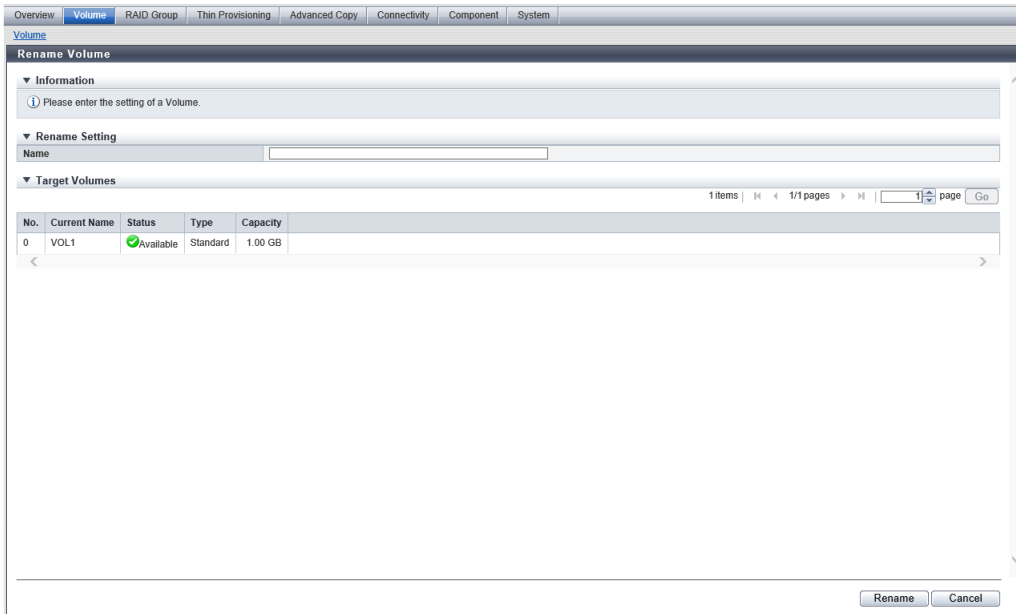 Overview Volume RAID Group Thin Provisioning Advanced Copy Connectivity Component System
Volume
Rename Volume
Information
Please enter the setting of a Volume.
Rename Setting
Name
Target Volumes
1 items 1/1 pages 1 page Go
No. Current Name Status Type Capacity
0 VOL1 Available Standard 1.00 GB
Rename Cancel